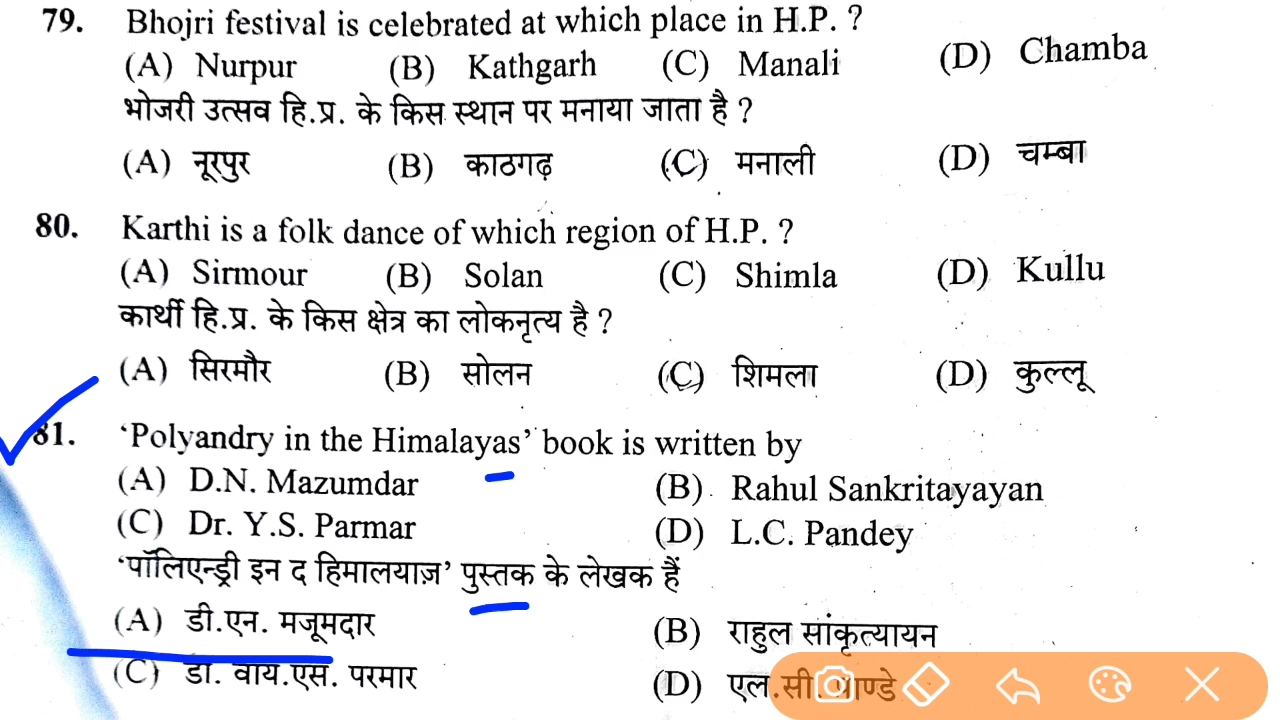 79. Bhojri festival is celebrated at which place in H.P. ?
(A) Nurpur (B) Kathgarh (C) Manali (D) Chamba
भोजरी उत्सव हि.प्र. के किस स्थान पर मनाया जाता है ?
(A) नूरपुर (B) काठगढ़ (C) मनाली (D) चम्बा
80. Karthi is a folk dance of which region of H.P. ?
(A) Sirmour (B) Solan (C) Shimla (D) Kullu
कार्थी हि.प्र. के किस क्षेत्र का लोकनृत्य है ?
(A) सिरमौर (B) सोलन (C) शिमला (D) कुल्लू
81. ‘Polyandry in the Himalayas’ book is written by
(A) D.N. Mazumdar (B) Rahul Sankritayayan
(C) Dr. Y.S. Parmar (D) L.C. Pandey
‘पॉलिएन्ड्री इन द हिमालयाज़’ पुस्तक के लेखक हैं
(A) डी.एन. मजूमदार (B) राहुल सांकृत्यायन
(C) डा. वाय.एस. परमार (D) एल.सी. पाण्डे